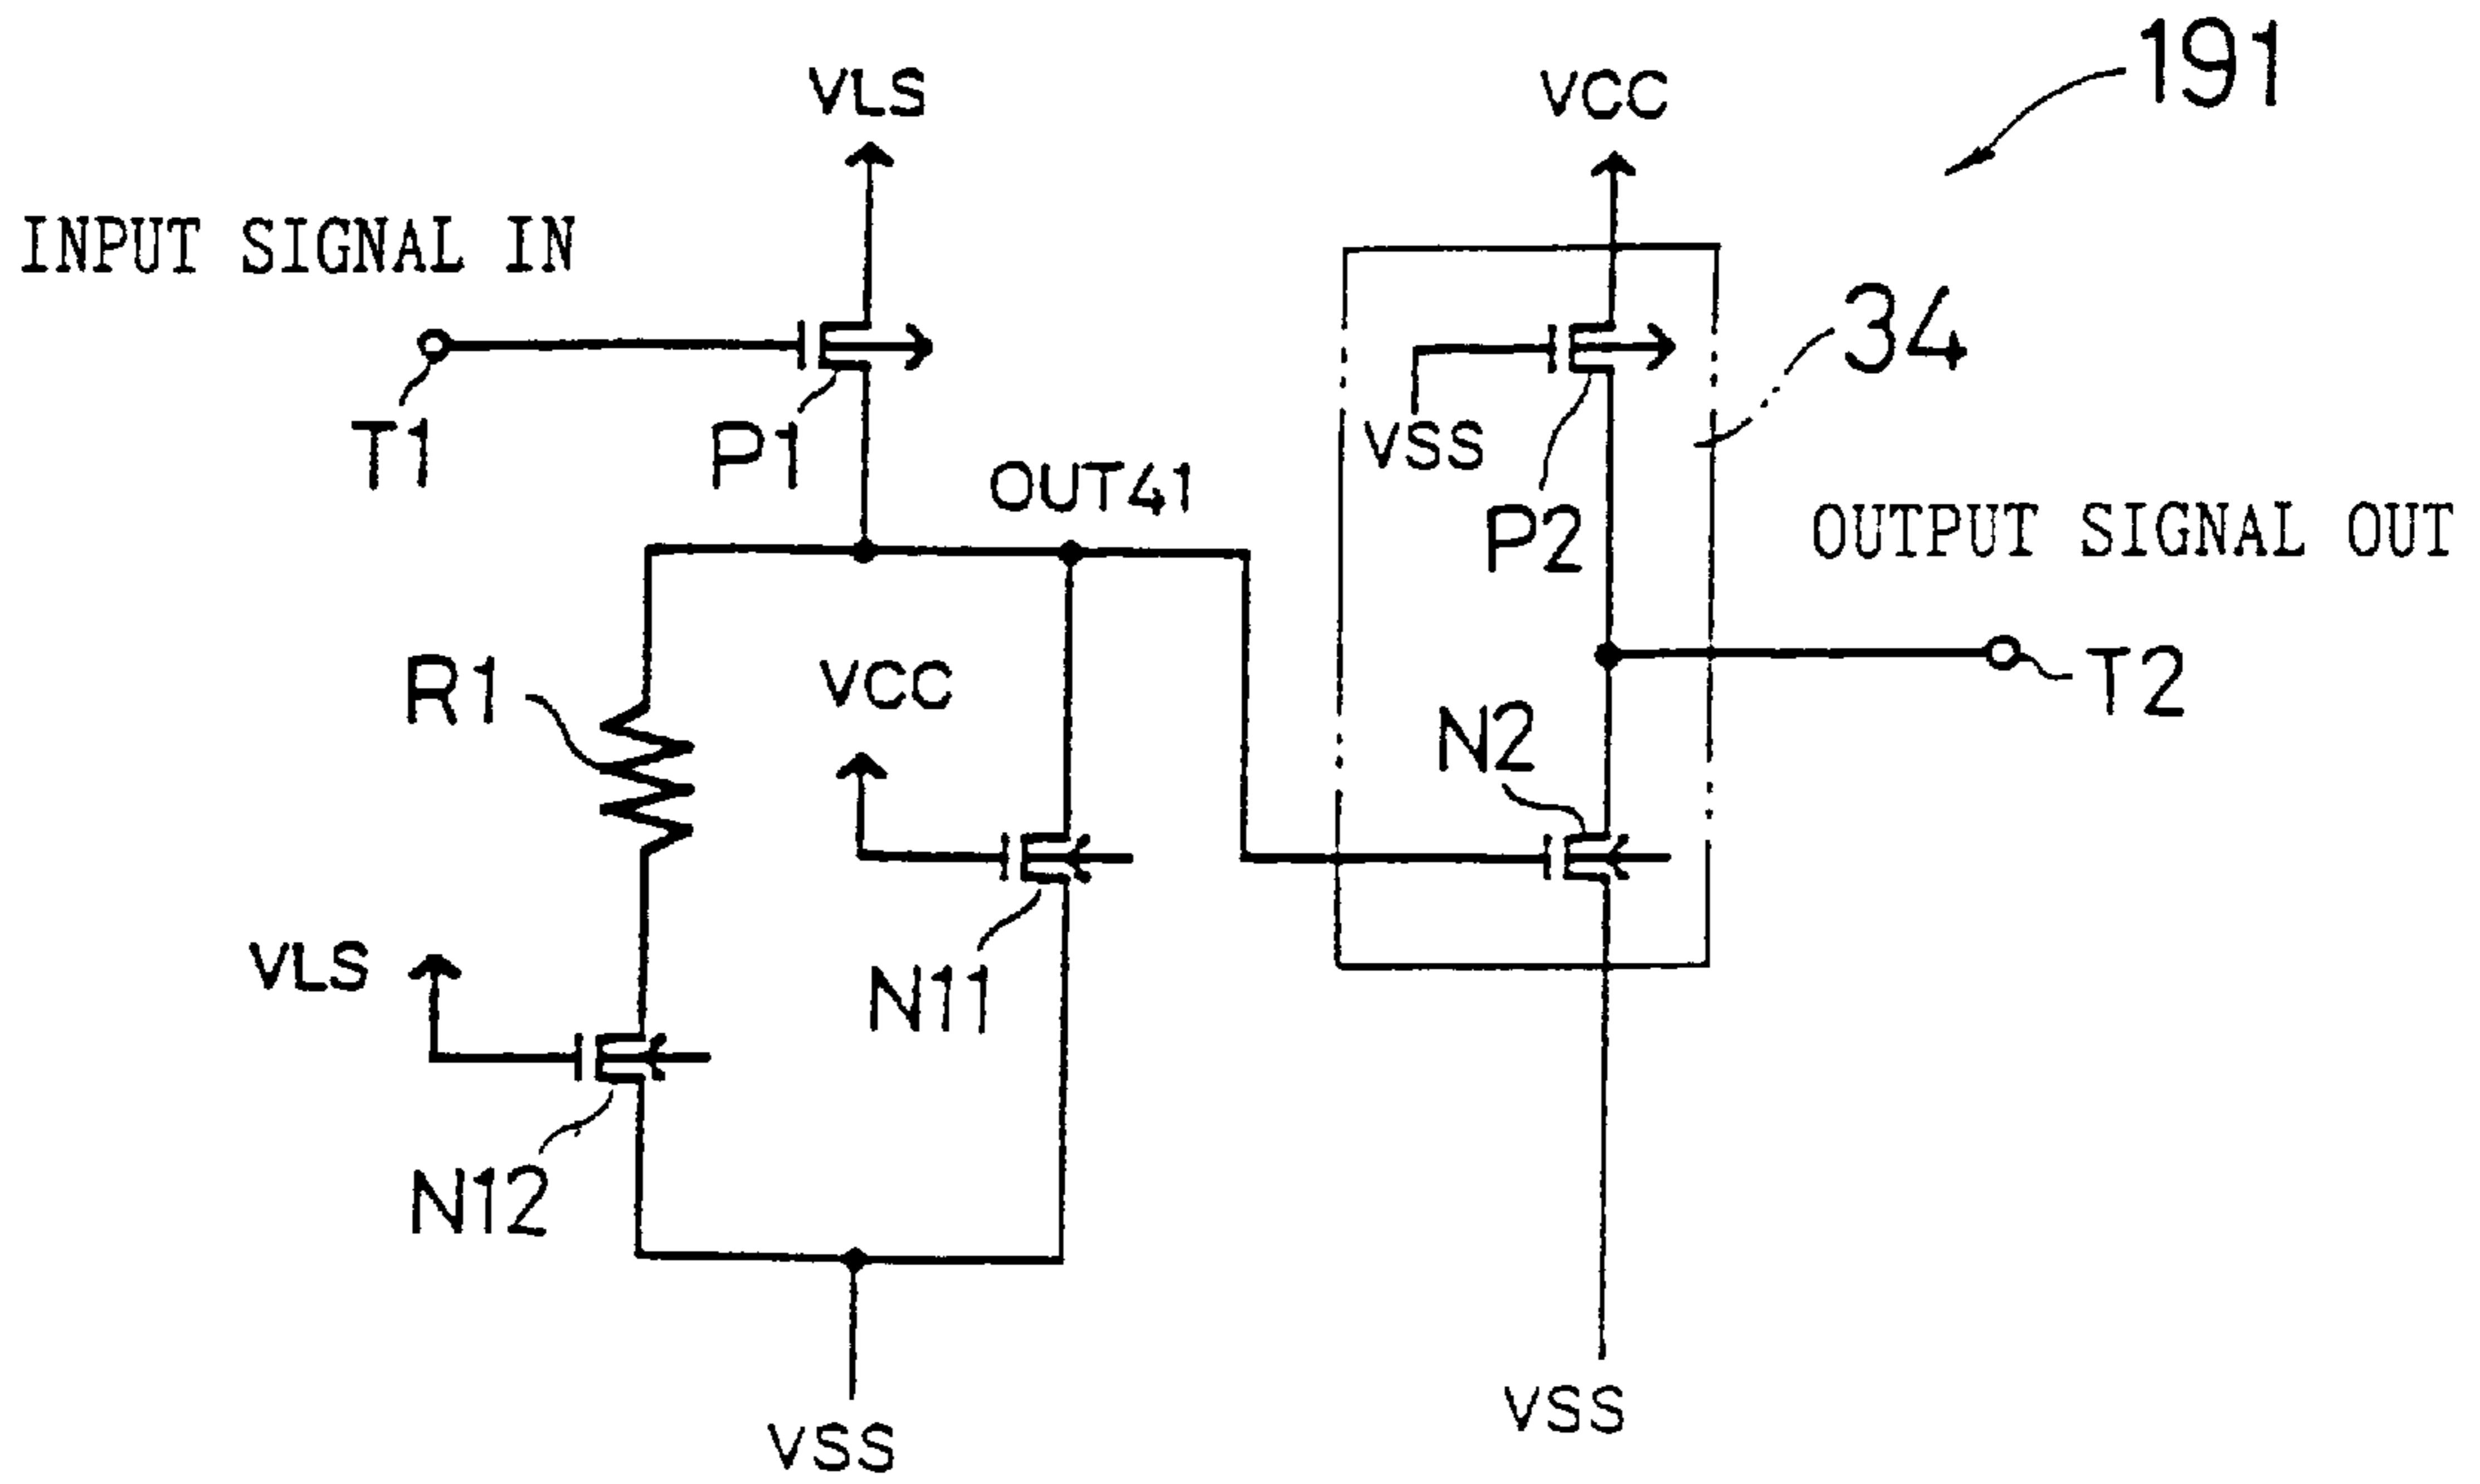 191
VLS
VCC
INPUT SIGNAL IN
34
T1
P1
VSS
OUT41
P2
OUTPUT SIGNAL OUT
R1
VCC
T2
N2
VLS
N11
N12
VSS
VSS